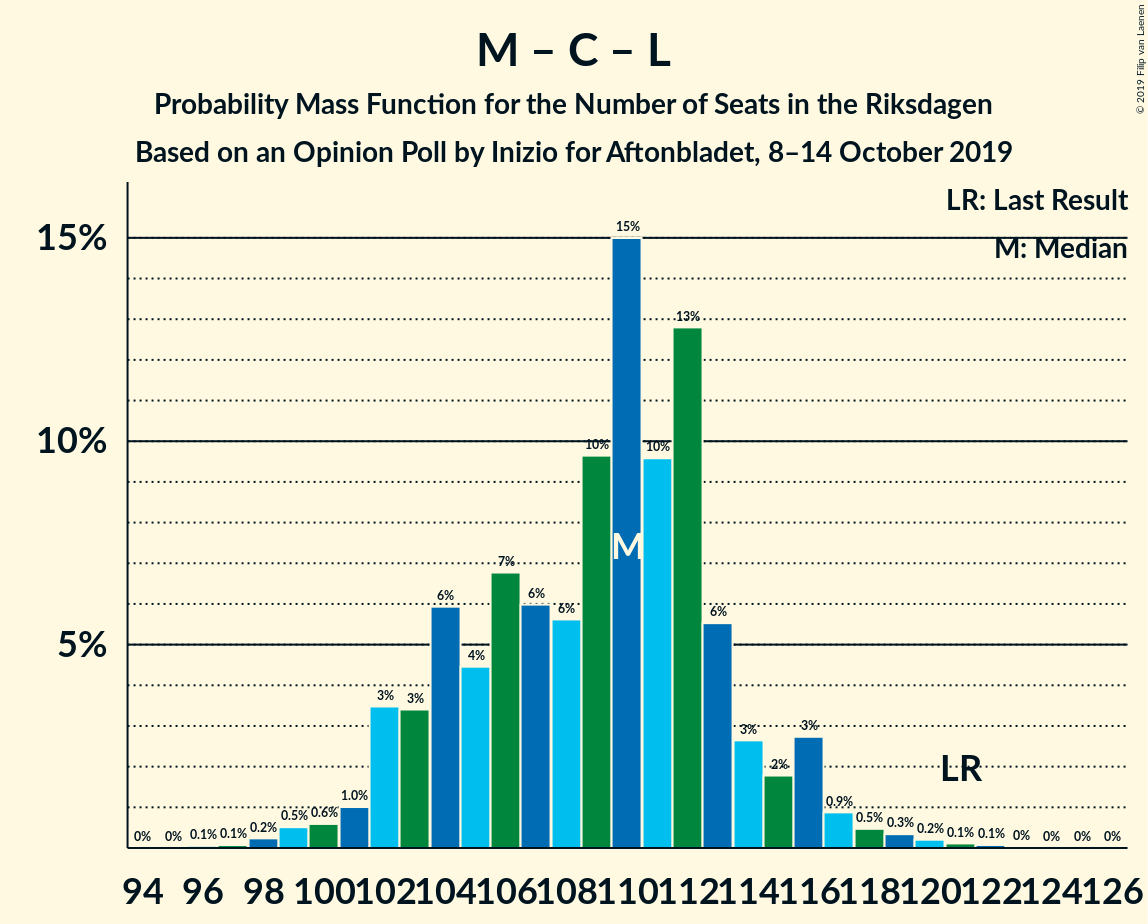 M – C – L
Probability Mass Function for the Number of Seats in the Riksdagen
Based on an Opinion Poll by Inizio for Aftonbladet, 8–14 October 2019
© 2019 Filip van Laenen
LR: Last Result
M: Median
15%
10%
5%
0% 0% 0.1% 0.1% 0.2% 0.5% 0.6% 1.0% 3% 3% 6% 4% 7% 6% 6% 10% 15% 10% 13% 6% 3% 2% 3% 0.9% 0.5% 0.3% 0.2% 0.1% 0.1% 0% 0% 0% 0%
M
LR
94 96 98 100 102 104 106 108 110 112 114 116 118 120 122 124 126